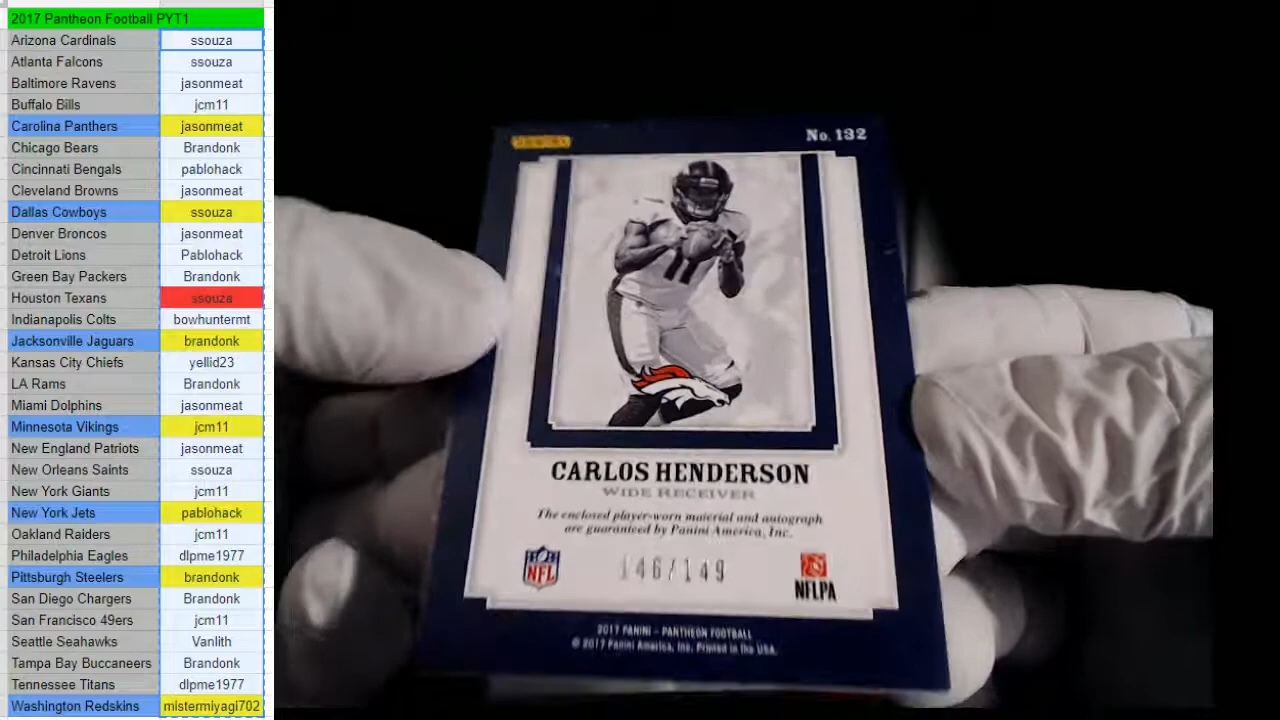 2017 Pantheon Football PYT1
Arizona Cardinals ssouza
Atlanta Falcons ssouza
Baltimore Ravens jasonmeat
Buffalo Bills jcm11
Carolina Panthers jasonmeat
Chicago Bears Brandonk
Cincinnati Bengals pablohack
Cleveland Browns jasonmeat
Dallas Cowboys ssouza
Denver Broncos jasonmeat
Detroit Lions Pablohack
Green Bay Packers Brandonk
Houston Texans ssouza
Indianapolis Colts bowhuntermt
Jacksonville Jaguars brandonk
Kansas City Chiefs yellid23
LA Rams Brandonk
Miami Dolphins jasonmeat
Minnesota Vikings jcm11
New England Patriots jasonmeat
New Orleans Saints ssouza
New York Giants jcm11
New York Jets pablohack
Oakland Raiders jcm11
Philadelphia Eagles dlpme1977
Pittsburgh Steelers brandonk
San Diego Chargers Brandonk
San Francisco 49ers jcm11
Seattle Seahawks Vanlith
Tampa Bay Buccaneers Brandonk
Tennessee Titans dlpme1977
Washington Redskins mistermiyagi702
PANINI
No. 132
11
CARLOS HENDERSON
WIDE RECEIVER
The enclosed player-worn material and autograph
are guaranteed by Panini America, Inc.
NFL
146/149
NFLPA
2017 PANINI - PANTHEON FOOTBALL
© 2017 Panini America, Inc. Printed in the USA.